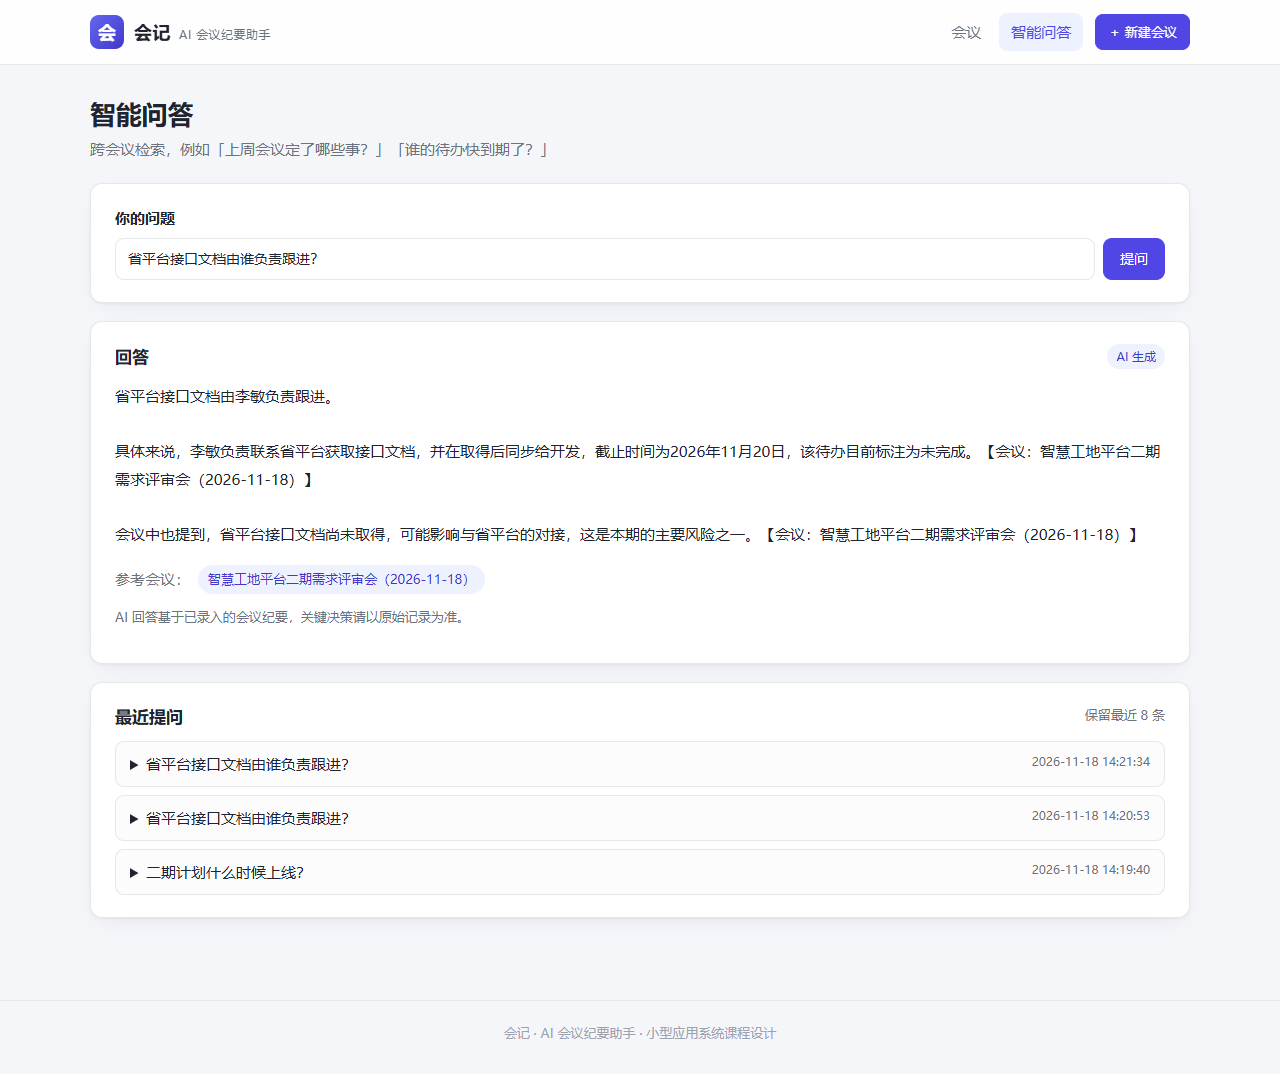 会 会记 AI 会议纪要助手 会议 智能问答 + 新建会议
智能问答
跨会议检索，例如「上周会议定了哪些事？」「谁的待办快到期了？」
你的问题
省平台接口文档由谁负责跟进？ 提问
回答 AI 生成
省平台接口文档由李敏负责跟进。
具体来说，李敏负责联系省平台获取接口文档，并在取得后同步给开发，截止时间为2026年11月20日，该待办目前标注为未完成。【会议：智慧工地平台二期
需求评审会（2026-11-18）】
会议中也提到，省平台接口文档尚未取得，可能影响与省平台的对接，这是本期的主要风险之一。【会议：智慧工地平台二期需求评审会（2026-11-18）】
参考会议： 智慧工地平台二期需求评审会（2026-11-18）
AI 回答基于已录入的会议纪要，关键决策请以原始记录为准。
最近提问 保留最近 8 条
▶ 省平台接口文档由谁负责跟进？ 2026-11-18 14:21:34
▶ 省平台接口文档由谁负责跟进？ 2026-11-18 14:20:53
▶ 二期计划什么时候上线？ 2026-11-18 14:19:40
会记 · AI 会议纪要助手 · 小型应用系统课程设计